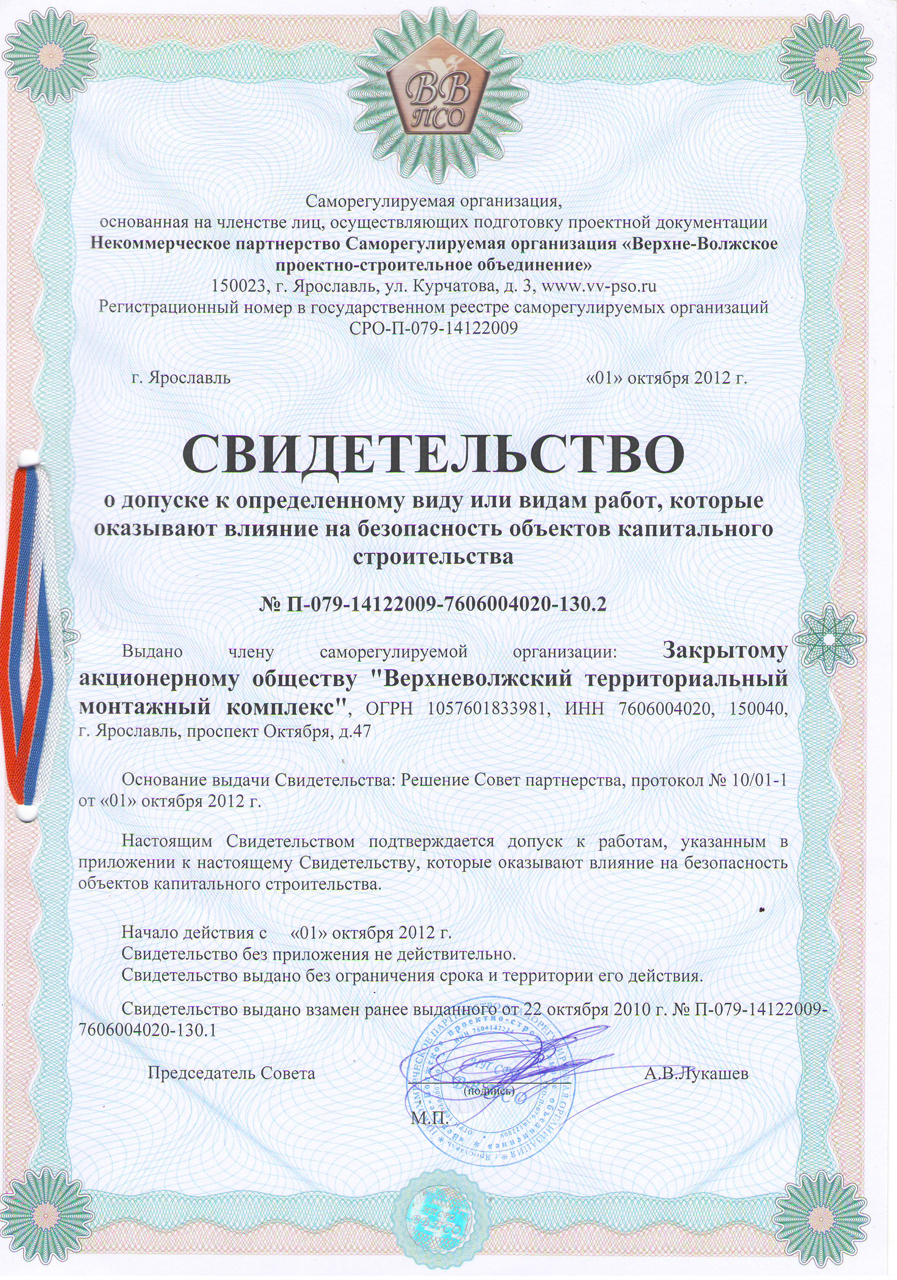 ВВ
ПСО
Саморегулируемая организация,
основанная на членстве лиц, осуществляющих подготовку проектной документации
Некоммерческое партнерство Саморегулируемая организация «Верхне-Волжское
проектно-строительное объединение»
150023, г. Ярославль, ул. Курчатова, д. 3, www.vv-pso.ru
Регистрационный номер в государственном реестре саморегулируемых организаций
СРО-П-079-14122009
г. Ярославль «01» октября 2012 г.
СВИДЕТЕЛЬСТВО
о допуске к определенному виду или видам работ, которые
оказывают влияние на безопасность объектов капитального
строительства
№ П-079-14122009-7606004020-130.2
Выдано члену саморегулируемой организации: Закрытому
акционерному обществу "Верхневолжский территориальный
монтажный комплекс", ОГРН 1057601833981, ИНН 7606004020, 150040,
г. Ярославль, проспект Октября, д.47
Основание выдачи Свидетельства: Решение Совет партнерства, протокол № 10/01-1
от «01» октября 2012 г.
Настоящим Свидетельством подтверждается допуск к работам, указанным в
приложении к настоящему Свидетельству, которые оказывают влияние на безопасность
объектов капитального строительства.
Начало действия с «01» октября 2012 г.
Свидетельство без приложения не действительно.
Свидетельство выдано без ограничения срока и территории его действия.
Свидетельство выдано взамен ранее выданного от 22 октября 2010 г. № П-079-14122009-
7606004020-130.1
Председатель Совета А.В.Лукашев
(подпись)
М.П.